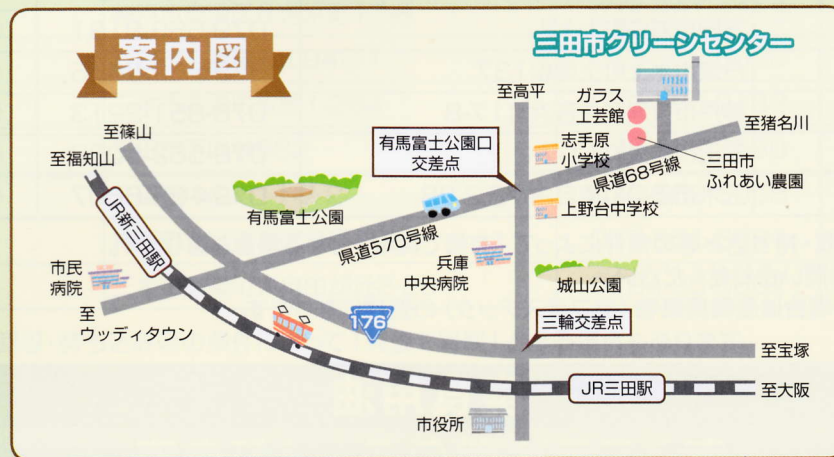 案内図
三田市クリーンセンター
至高平
ガラス
工芸館
至猪名川
至篠山
有馬富士公園口
交差点
志手原
小学校
至福知山
三田市
ふれあい農園
県道68号線
JR新三田駅
有馬富士公園
上野台中学校
県道570号線
市民
病院
兵庫
中央病院
城山公園
至
ウッディタウン
176
三輪交差点
至宝塚
JR三田駅
至大阪
市役所